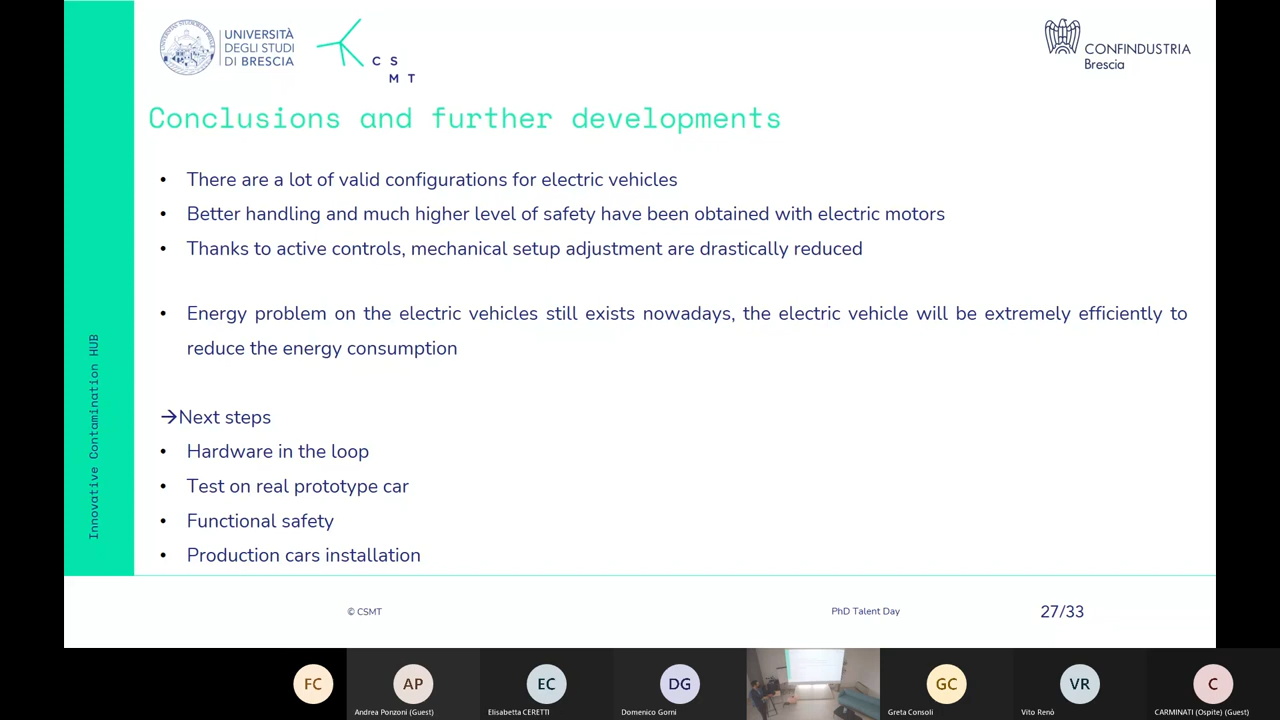 UNIVERSITÀ
DEGLI STUDI
DI BRESCIA
C S
M T
CONFINDUSTRIA
Brescia
Conclusions and further developments
• There are a lot of valid configurations for electric vehicles
• Better handling and much higher level of safety have been obtained with electric motors
• Thanks to active controls, mechanical setup adjustment are drastically reduced
• Energy problem on the electric vehicles still exists nowadays, the electric vehicle will be extremely efficiently to
reduce the energy consumption
→Next steps
• Hardware in the loop
• Test on real prototype car
• Functional safety
• Production cars installation
Innovative Contamination HUB
© CSMT
PhD Talent Day
27/33
FC
AP
EC
DG
GC
VR
C
Andrea Ponzoni (Guest)
Elisabetta CERETTI
Domenico Gorni
Greta Consoli
Vito Renò
CARMINATI (Ospite) (Guest)